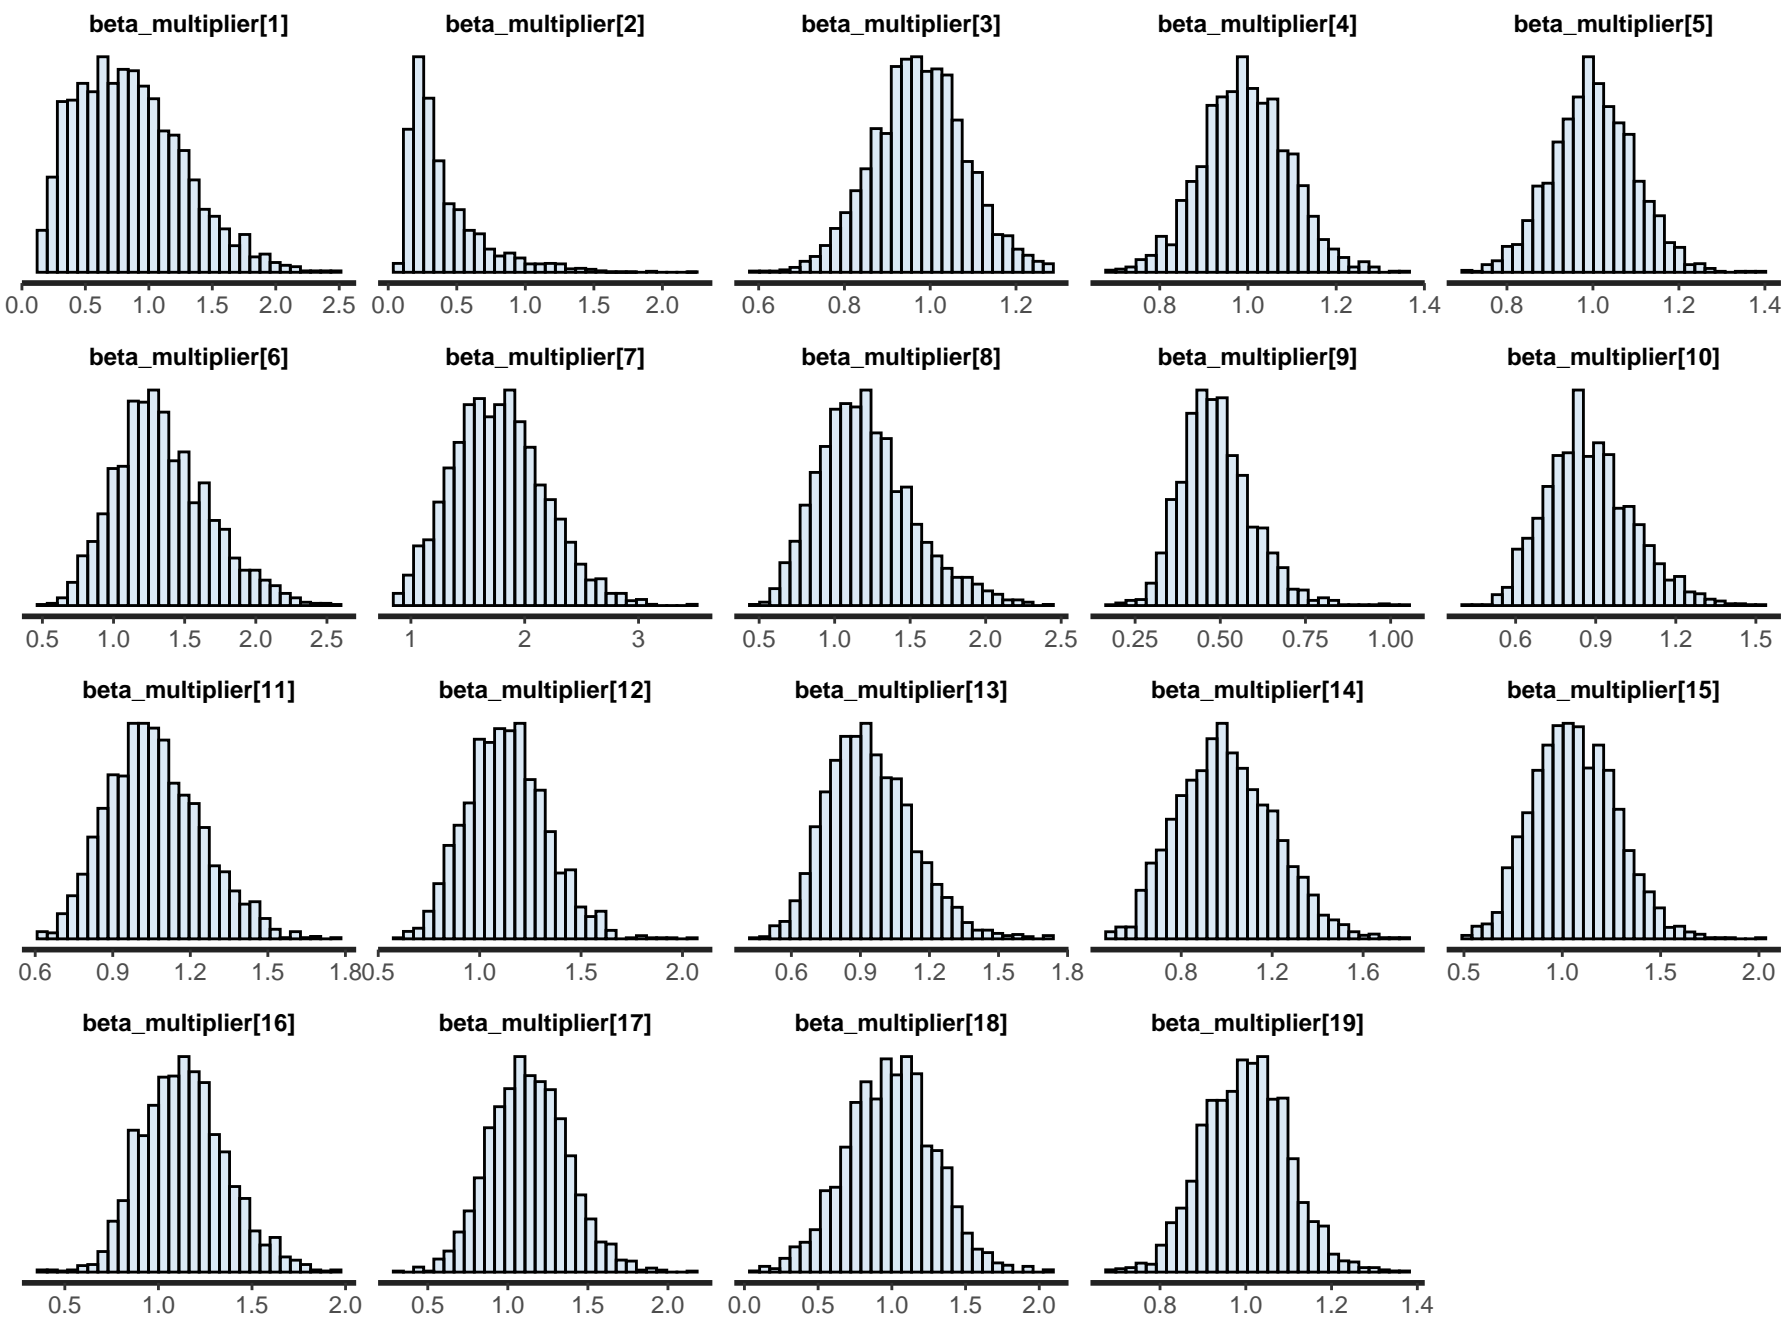 beta_multiplier[1] beta_multiplier[2] beta_multiplier[3] beta_multiplier[4] beta_multiplier[5]
0.0 0.5 1.0 1.5 2.0 2.5 0.0 0.5 1.0 1.5 2.0 0.6 0.8 1.0 1.2 0.8 1.0 1.2 1.4 0.8 1.0 1.2 1.4
beta_multiplier[6] beta_multiplier[7] beta_multiplier[8] beta_multiplier[9] beta_multiplier[10]
0.5 1.0 1.5 2.0 2.5 1 2 3 0.5 1.0 1.5 2.0 2.5 0.25 0.50 0.75 1.00 0.6 0.9 1.2 1.5
beta_multiplier[11] beta_multiplier[12] beta_multiplier[13] beta_multiplier[14] beta_multiplier[15]
0.6 0.9 1.2 1.5 1.8 0.5 1.0 1.5 2.0 0.6 0.9 1.2 1.5 1.8 0.8 1.2 1.6 0.5 1.0 1.5 2.0
beta_multiplier[16] beta_multiplier[17] beta_multiplier[18] beta_multiplier[19]
0.5 1.0 1.5 2.0 0.5 1.0 1.5 2.0 0.0 0.5 1.0 1.5 2.0 0.8 1.0 1.2 1.4